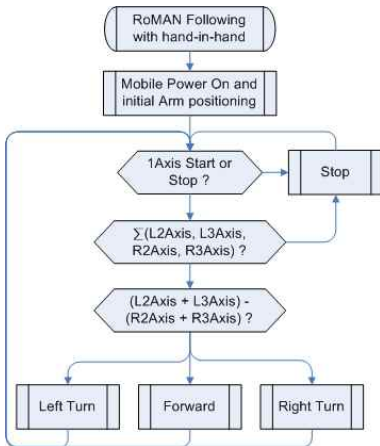 RoMAN Following
with hand-in-hand
Mobile Power On and
initial Arm positioning
1Axis Start or
Stop ?
Stop
∑(L2Axis, L3Axis,
R2Axis, R3Axis) ?
(L2Axis + L3Axis) -
(R2Axis + R3Axis) ?
Left Turn
Forward
Right Turn